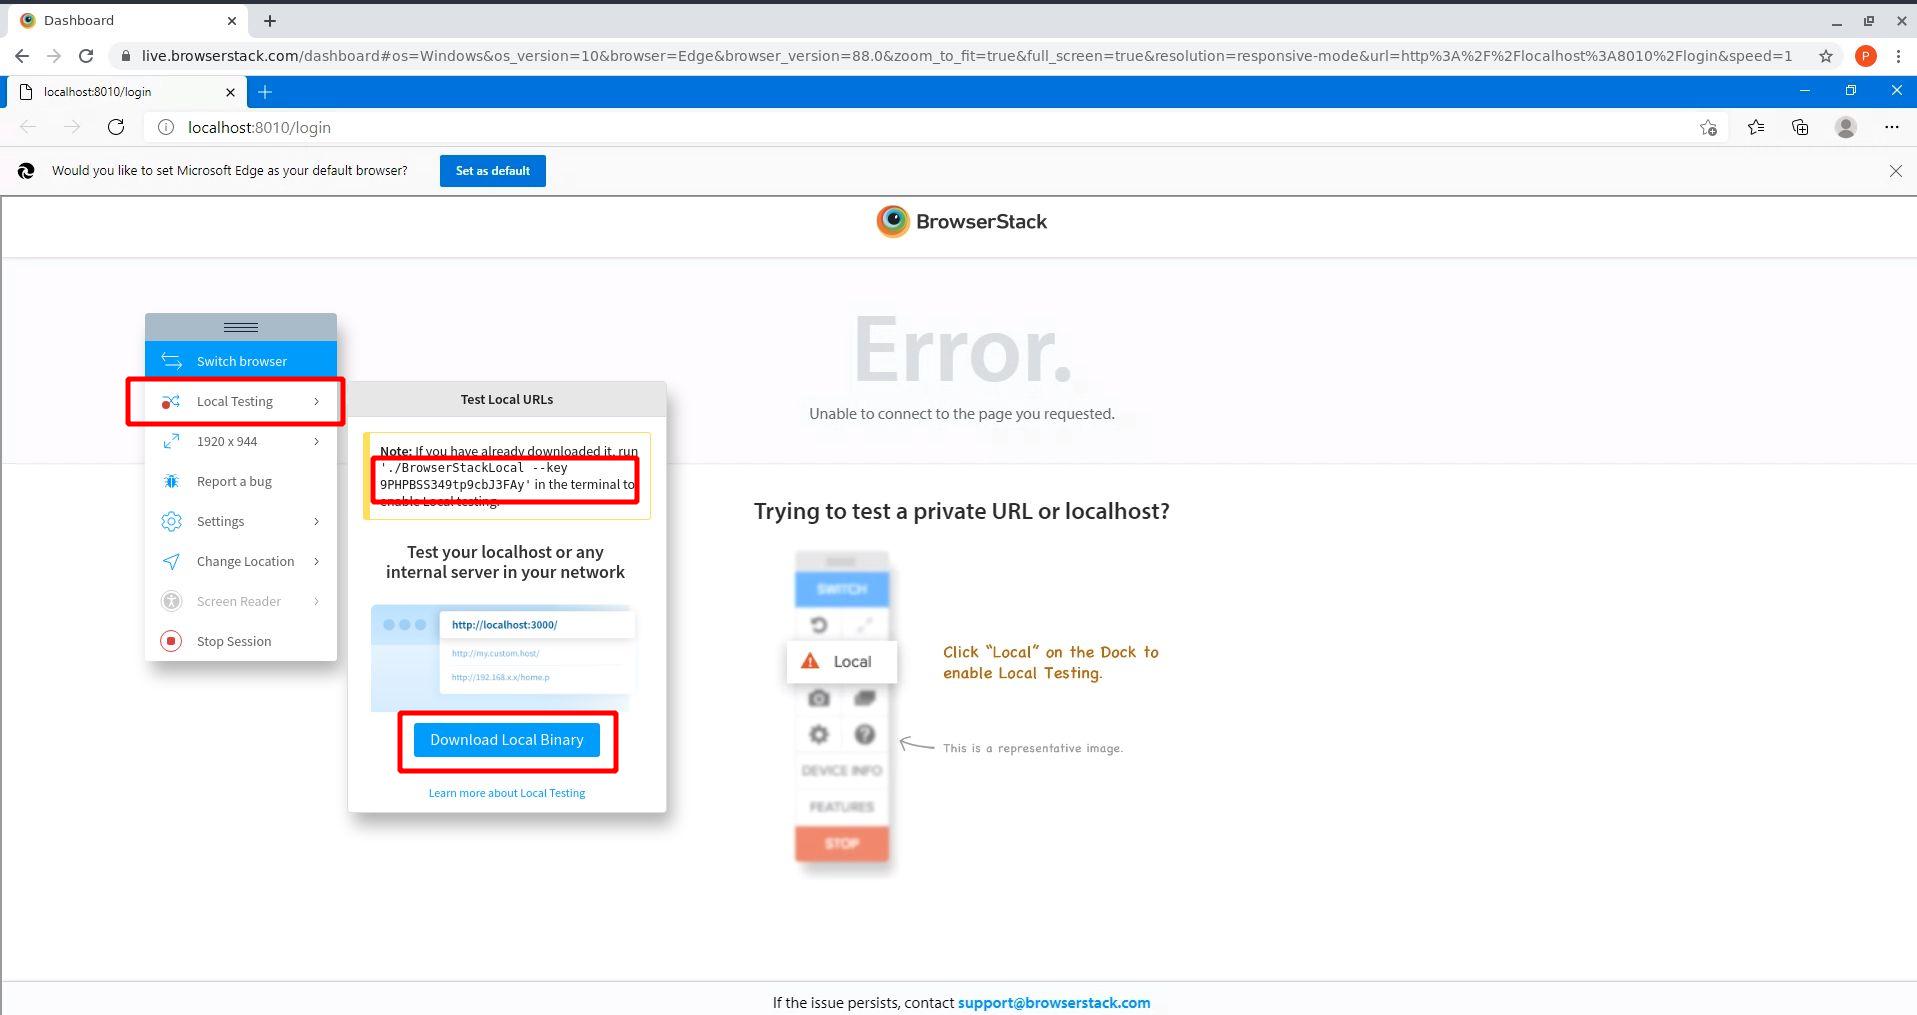 Dashboard
live.browserstack.com/dashboard#os=Windows&os_version=10&browser=Edge&browser_version=88.0&zoom_to_fit=true&full_screen=true&resolution=responsive-mode&url=http%3A%2F%2Flocalhost%3A8010%2Flogin&speed=1
P
localhost:8010/login
localhost:8010/login
Would you like to set Microsoft Edge as your default browser?
Set as default
BrowserStack
Error.
Unable to connect to the page you requested.
Switch browser
Local Testing
1920 x 944
Report a bug
Settings
Change Location
Screen Reader
Stop Session
Test Local URLs
Note: If you have already downloaded it, run
'./BrowserStackLocal --key
9PHPBSS349tp9cbJ3FAy' in the terminal to
enable Local testing.
Test your localhost or any
internal server in your network
http://localhost:3000/
http://my.custom.host/
http://192.168.x.x/home.p
Download Local Binary
Learn more about Local Testing
Trying to test a private URL or localhost?
SWITCH
Local
DEVICE INFO
FEATURES
STOP
Click “Local” on the Dock to
enable Local Testing.
This is a representative image.
If the issue persists, contact support@browserstack.com